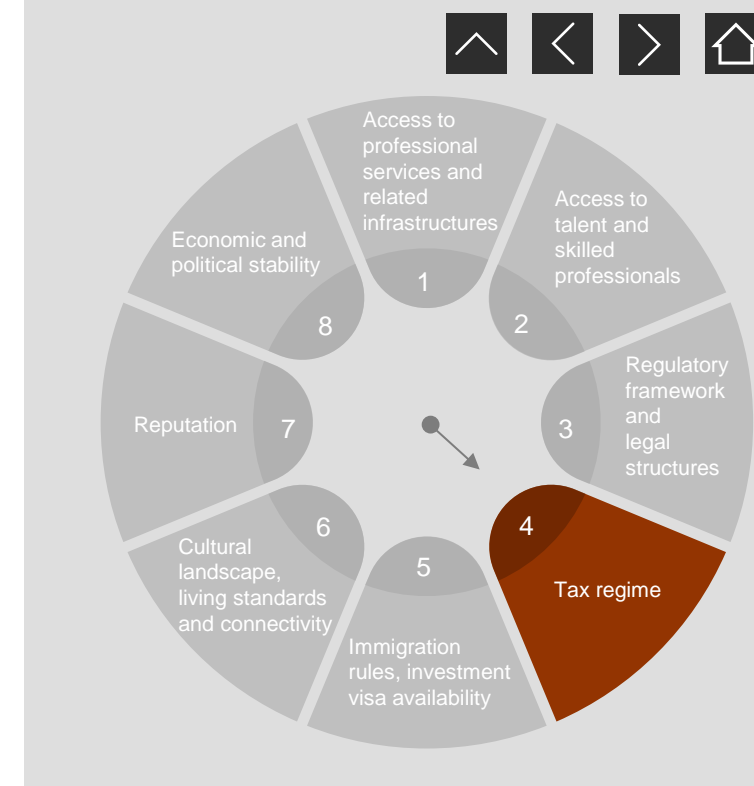 Access to
professional
services and
related
infrastructures
1
Access to
talent and
skilled
professionals
2
Regulatory
framework
and
legal
structures
3
4
Tax regime
5
Immigration
rules, investment
visa availability
6
Cultural
landscape,
living standards
and connectivity
Reputation
7
Economic and
political stability
8